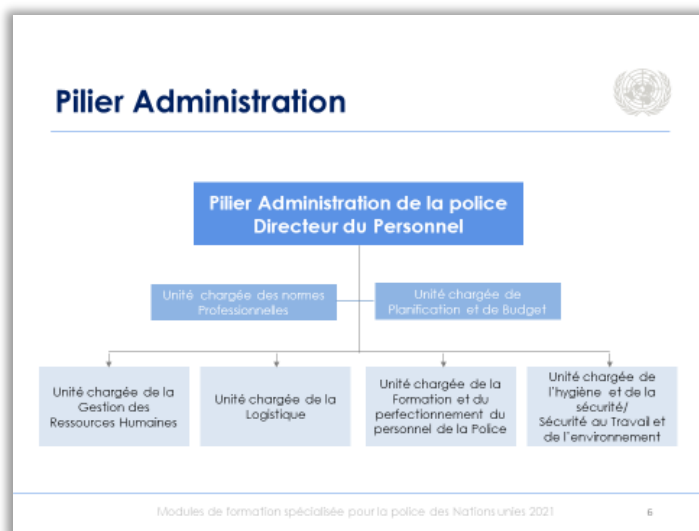 Pilier Administration
Pilier Administration de la police
Directeur du Personnel
Unité chargée des normes
Professionnelles
Unité chargée de
Planification et de Budget
Unité chargée de la
Gestion des
Ressources Humaines
Unité chargée de la
Logistique
Unité chargée de la
Formation et du
perfectionnement du
personnel de la Police
Unité chargée de
l'hygiène et de la
sécurité/
Sécurité au Travail et
de l'environnement
Modules de formation spécialisée pour la police des Nations unies 2021
6